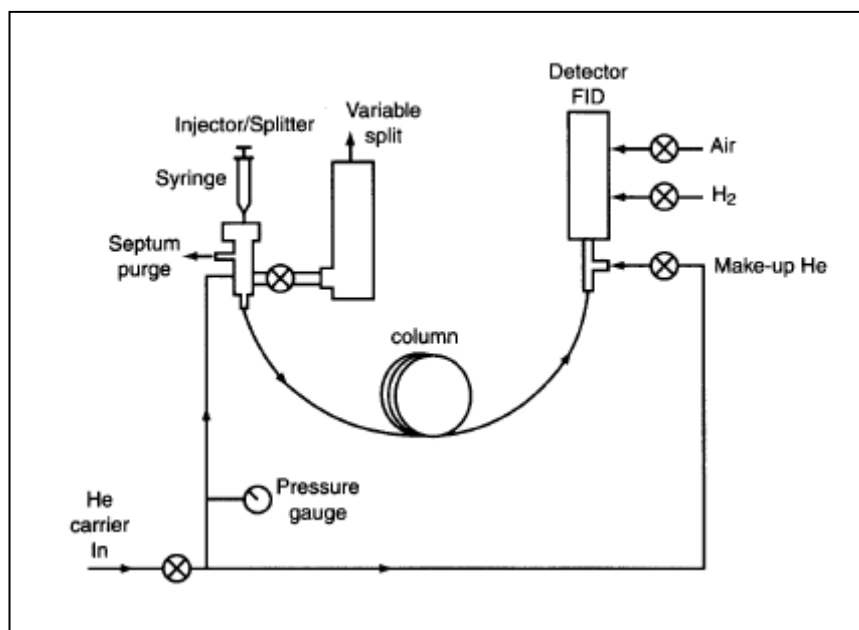 Detector
FID
Injector/Splitter
Variable
split
Syringe
Air
H₂
Septum
purge
Make-up He
column
Pressure
gauge
He
carrier
In